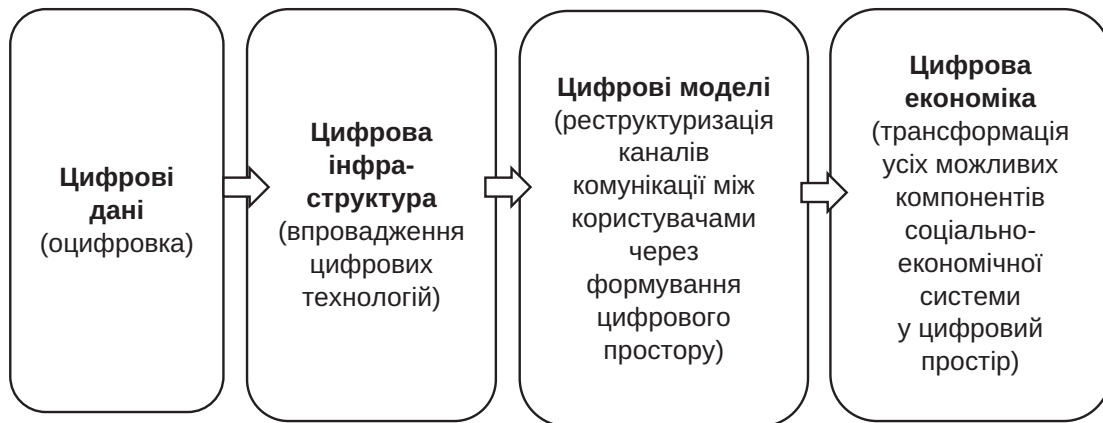 Цифрові
дані
(оцифровка)
Цифрова
інфра-
структура
(впровадження
цифрових
технологій)
Цифрові моделі
(реструктуризація
каналів
комунікації між
користувачами
через
формування
цифрового
простору)
Цифрова
економіка
(трансформація
усіх можливих
компонентів
соціально-
економічної
системи
у цифровий
простір)